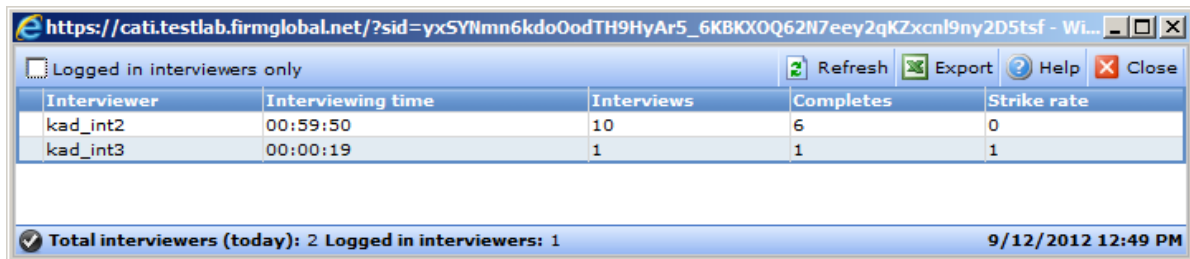 https://cati.testlab.firmglobal.net/?sid=yxSYNmn6kdoOodTH9HyAr5_6KBKXOQ62N7eey2qKZxcnl9ny2D5tsf - Wi...
Logged in interviewers only Refresh Export Help Close
Interviewer Interviewing time Interviews Completes Strike rate
kad_int2 00:59:50 10 6 0
kad_int3 00:00:19 1 1 1
Total interviewers (today): 2 Logged in interviewers: 1 9/12/2012 12:49 PM